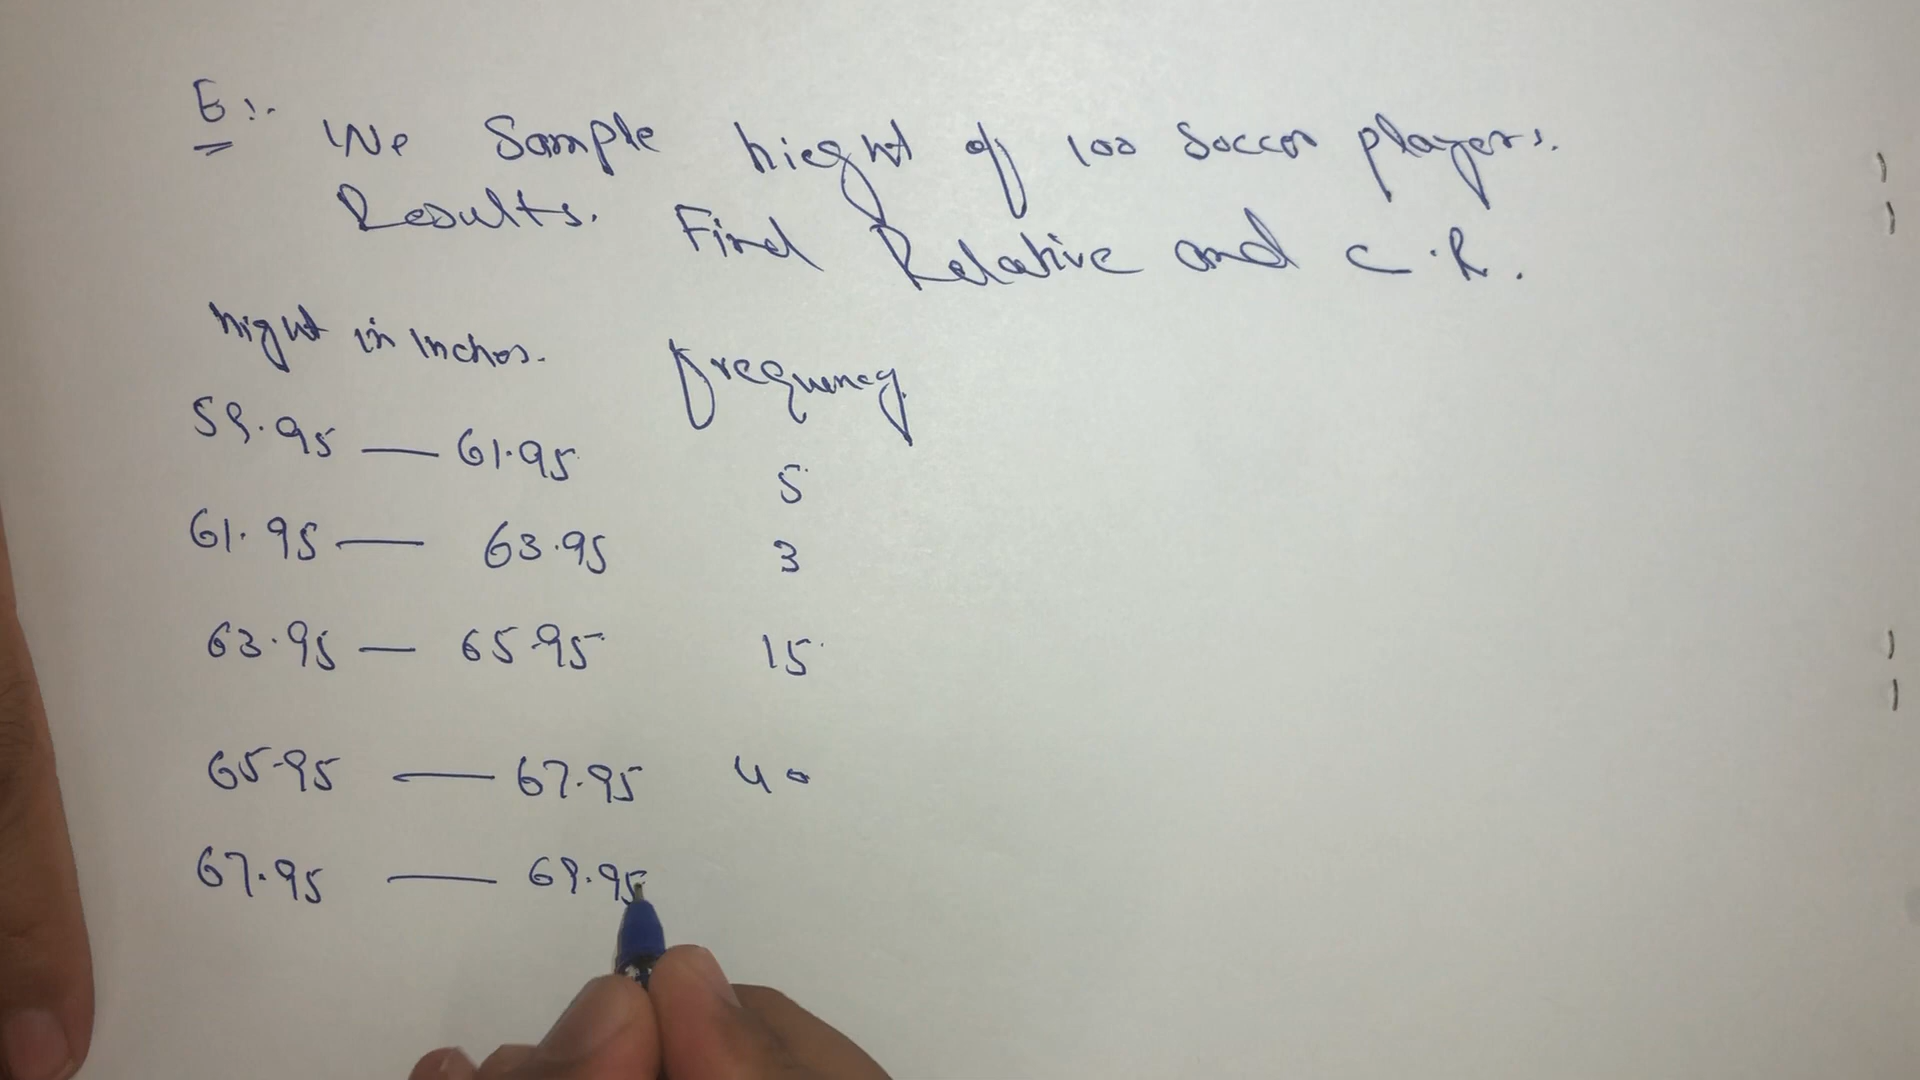 E:-
We Sample hieght of 100 Soccer players.
Results. Find Relative and C.R.
hight in Inches. frequency
59.95 — 61.95 5
61.95 — 63.95 3
63.95 — 65.95 15
65.95 — 67.95 40
67.95 — 69.95